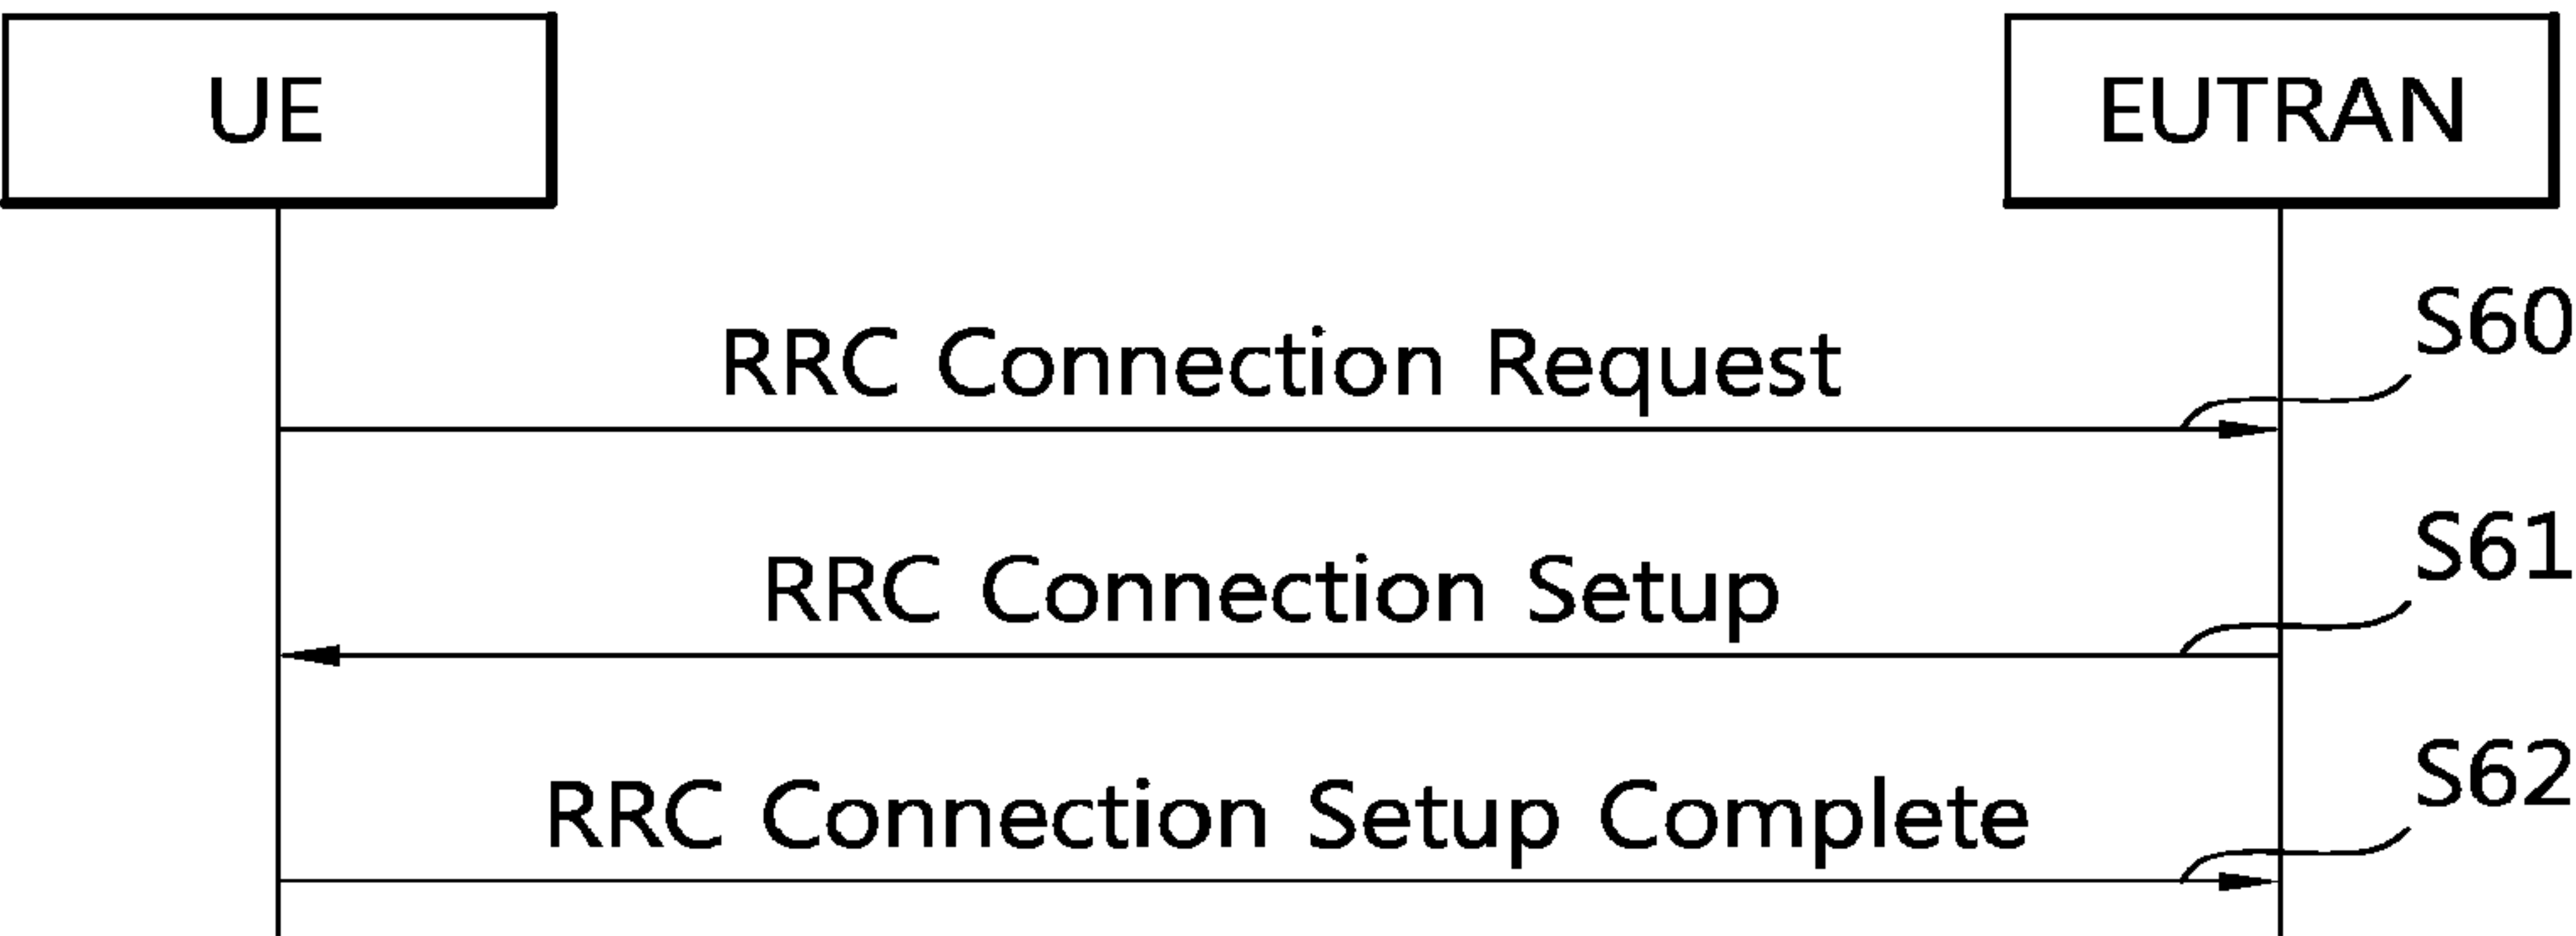 UE
EUTRAN
RRC Connection Request
S60
RRC Connection Setup
S61
RRC Connection Setup Complete
S62